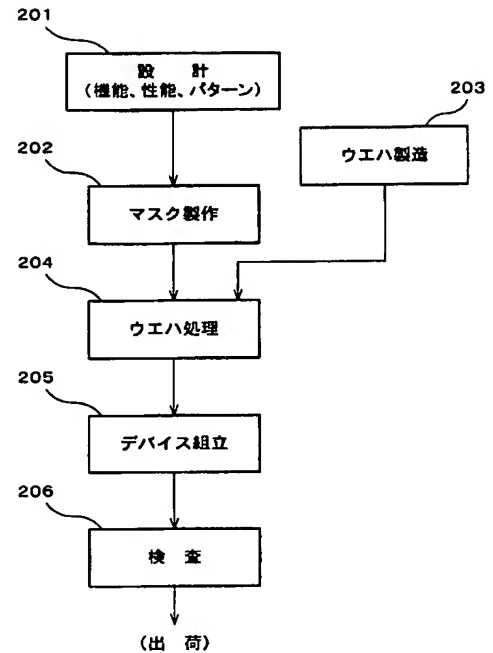 201
設 計
(機能、性能、パターン)
203
ウエハ製造
202
マスク製作
204
ウエハ処理
205
デバイス組立
206
検 査
(出 荷)